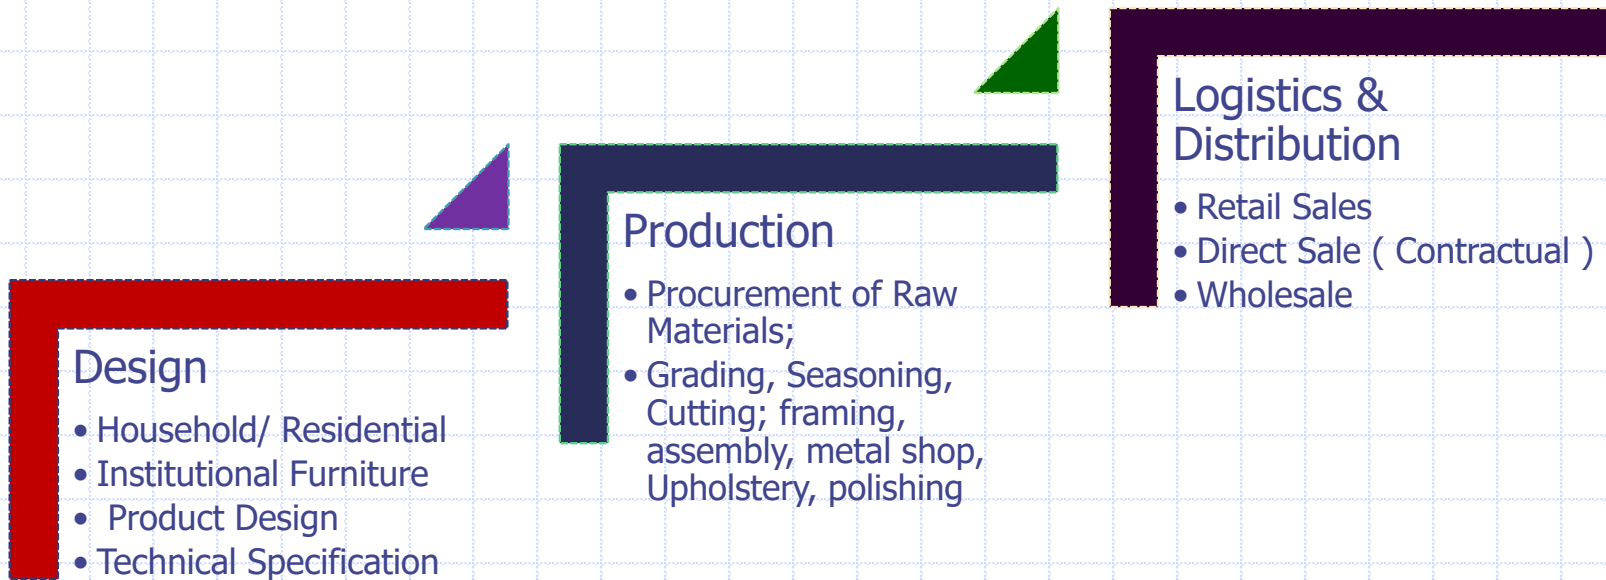 Design
• Household/ Residential
• Institutional Furniture
• Product Design
• Technical Specification
Production
• Procurement of Raw
Materials;
• Grading, Seasoning,
Cutting; framing,
assembly, metal shop,
Upholstery, polishing
Logistics &
Distribution
• Retail Sales
• Direct Sale ( Contractual )
• Wholesale